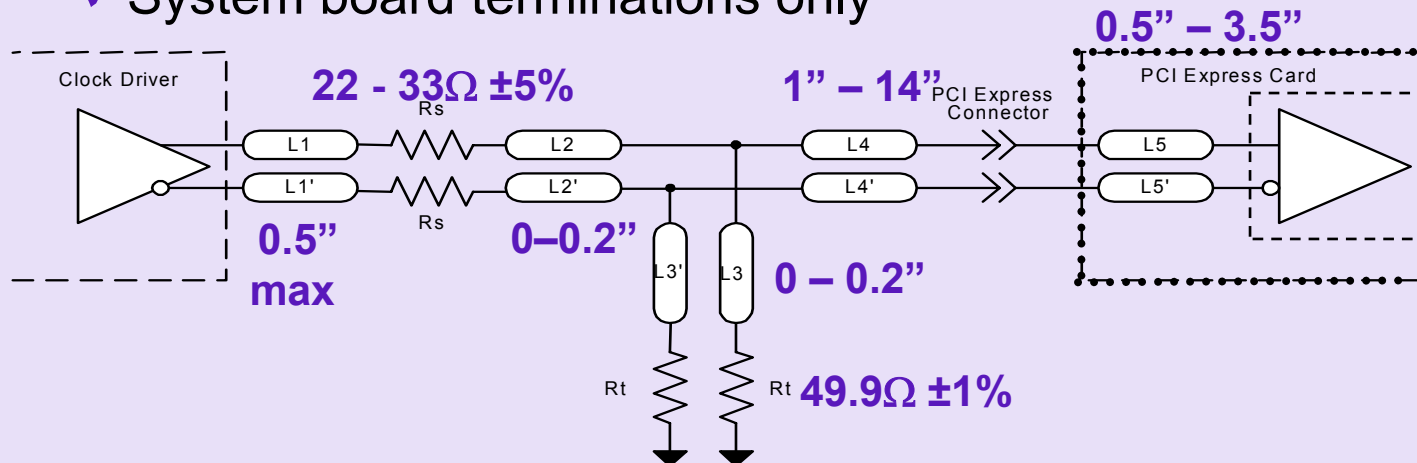 ✓ System board terminations only
0.5” – 3.5”
Clock Driver
22 - 33Ω ±5%
Rs
1” – 14”
PCI Express
Connector
PCI Express Card
L1
L2
L4
L5
L1'
L2'
L4'
L5'
Rs
0.5”
max
0–0.2”
L3'
L3
0 – 0.2”
Rt
Rt
49.9Ω ±1%